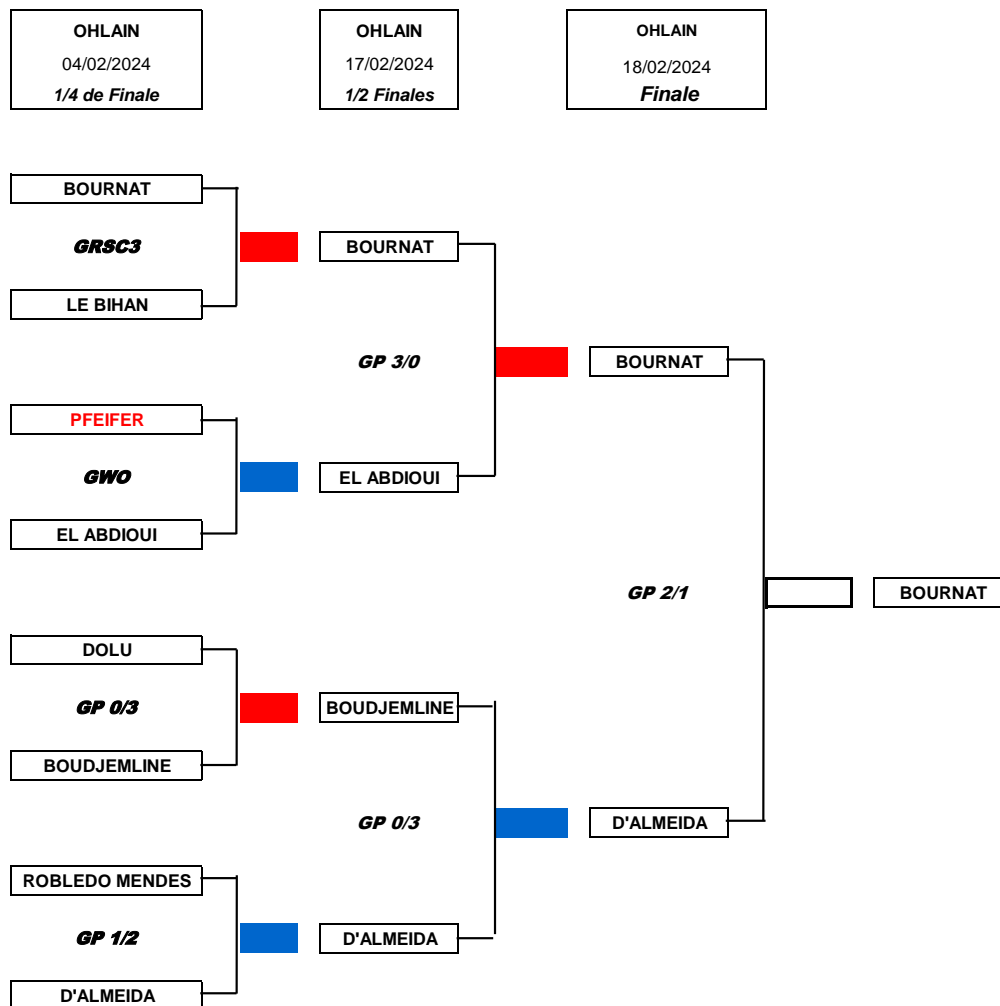 OHLAIN
04/02/2024
1/4 de Finale
OHLAIN
17/02/2024
1/2 Finales
OHLAIN
18/02/2024
Finale
BOURNAT
GRSC3
LE BIHAN
BOURNAT
GP 3/0
BOURNAT
PFEIFER
GWO
EL ABDIOUI
EL ABDIOUI
GP 2/1
BOURNAT
DOLU
GP 0/3
BOUDJEMLINE
BOUDJEMLINE
GP 0/3
D'ALMEIDA
ROBLEDO MENDES
GP 1/2
D'ALMEIDA
D'ALMEIDA